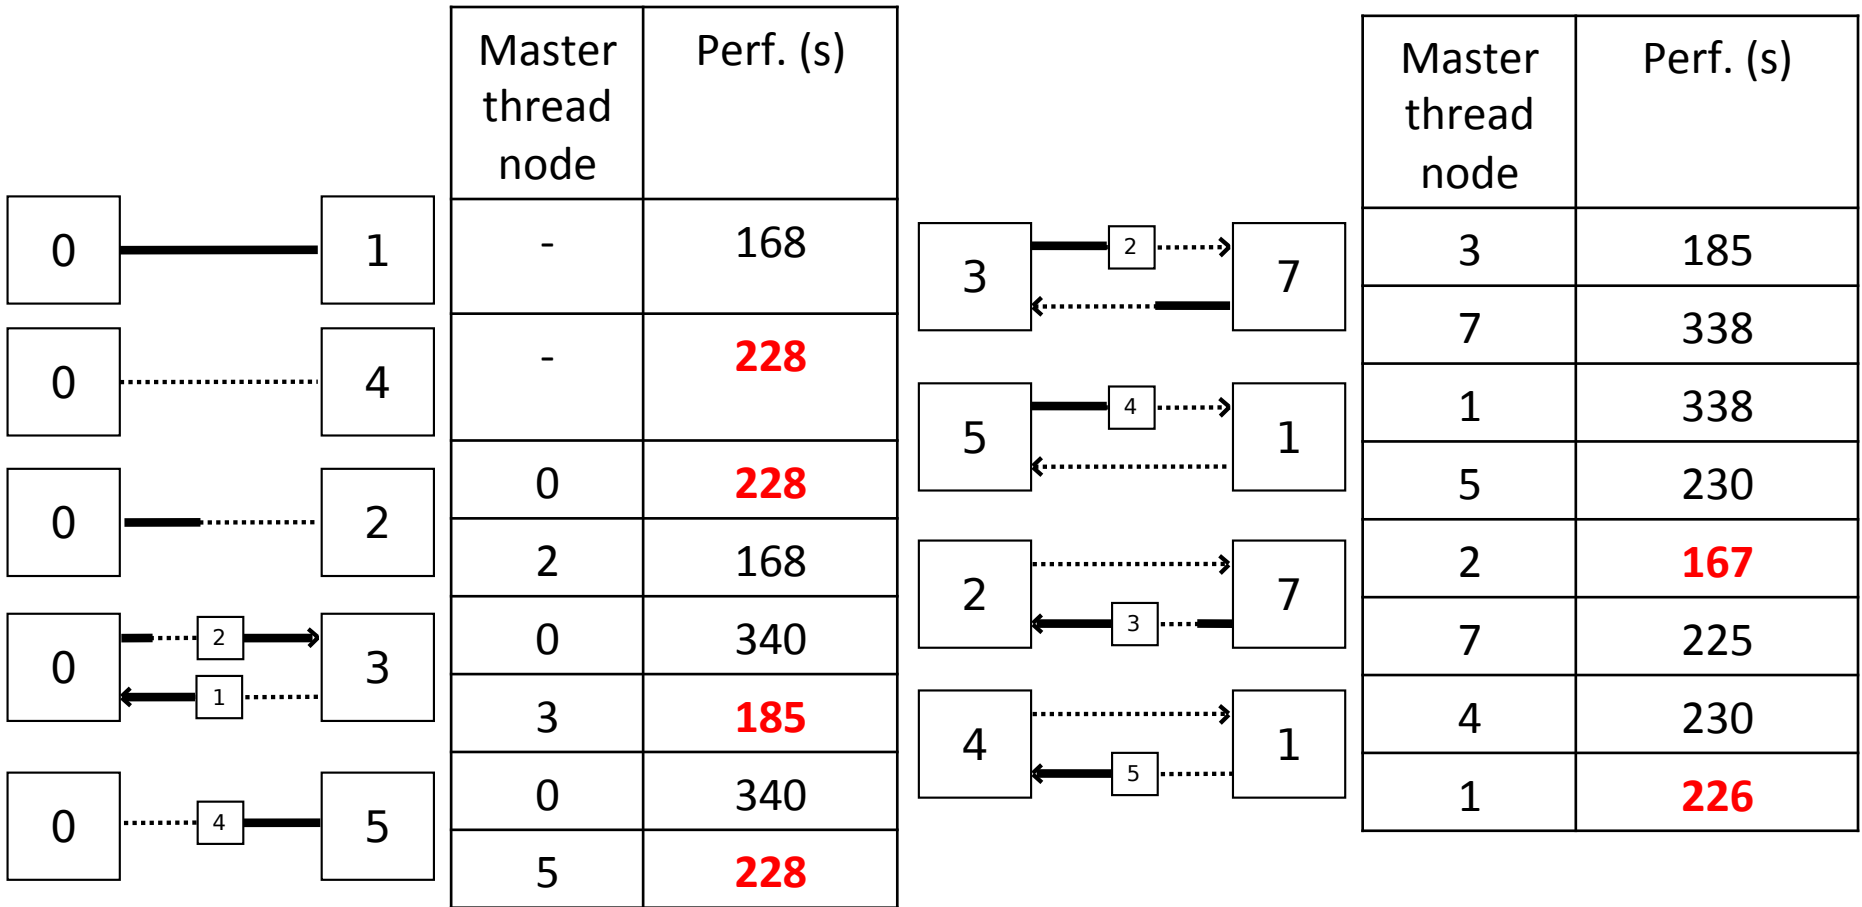 Master thread node Perf. (s)
0 1 - 168
0 4 - 228
0 2 0 228
2 168
0 2 1 3 0 340
3 185
0 4 5 0 340
5 228
Master thread node Perf. (s)
3 2 7 3 185
7 338
5 4 1 1 338
5 230
2 3 7 2 167
7 225
4 5 1 4 230
1 226